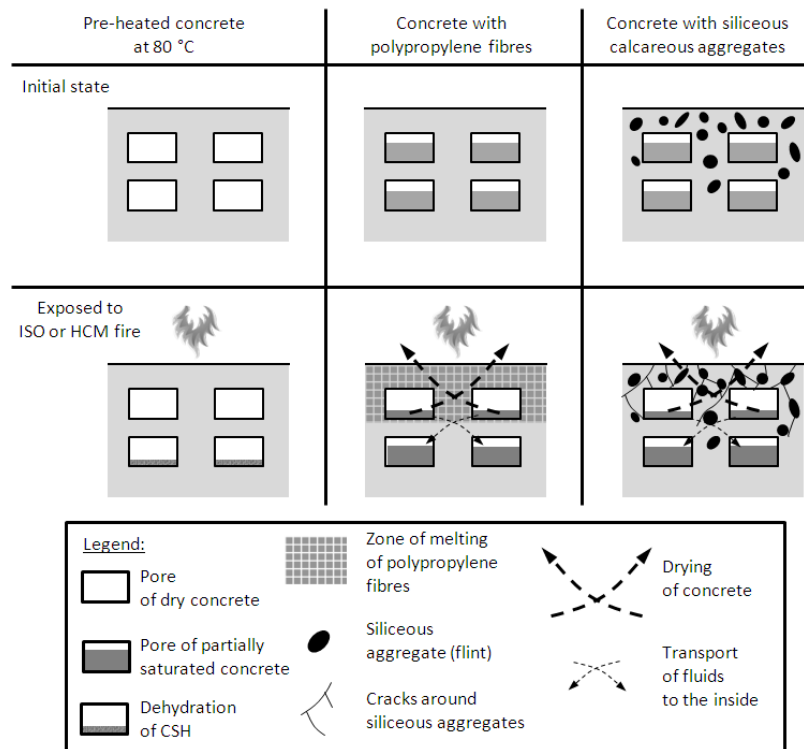 Pre-heated concrete
at 80 °C
Concrete with
polypropylene fibres
Concrete with siliceous
calcareous aggregates
Initial state
Exposed to
ISO or HCM fire
Legend:
Pore
of dry concrete
Pore of partially
saturated concrete
Dehydration
of CSH
Zone of melting
of polypropylene
fibres
Siliceous
aggregate (flint)
Cracks around
siliceous aggregates
Drying
of concrete
Transport
of fluids
to the inside